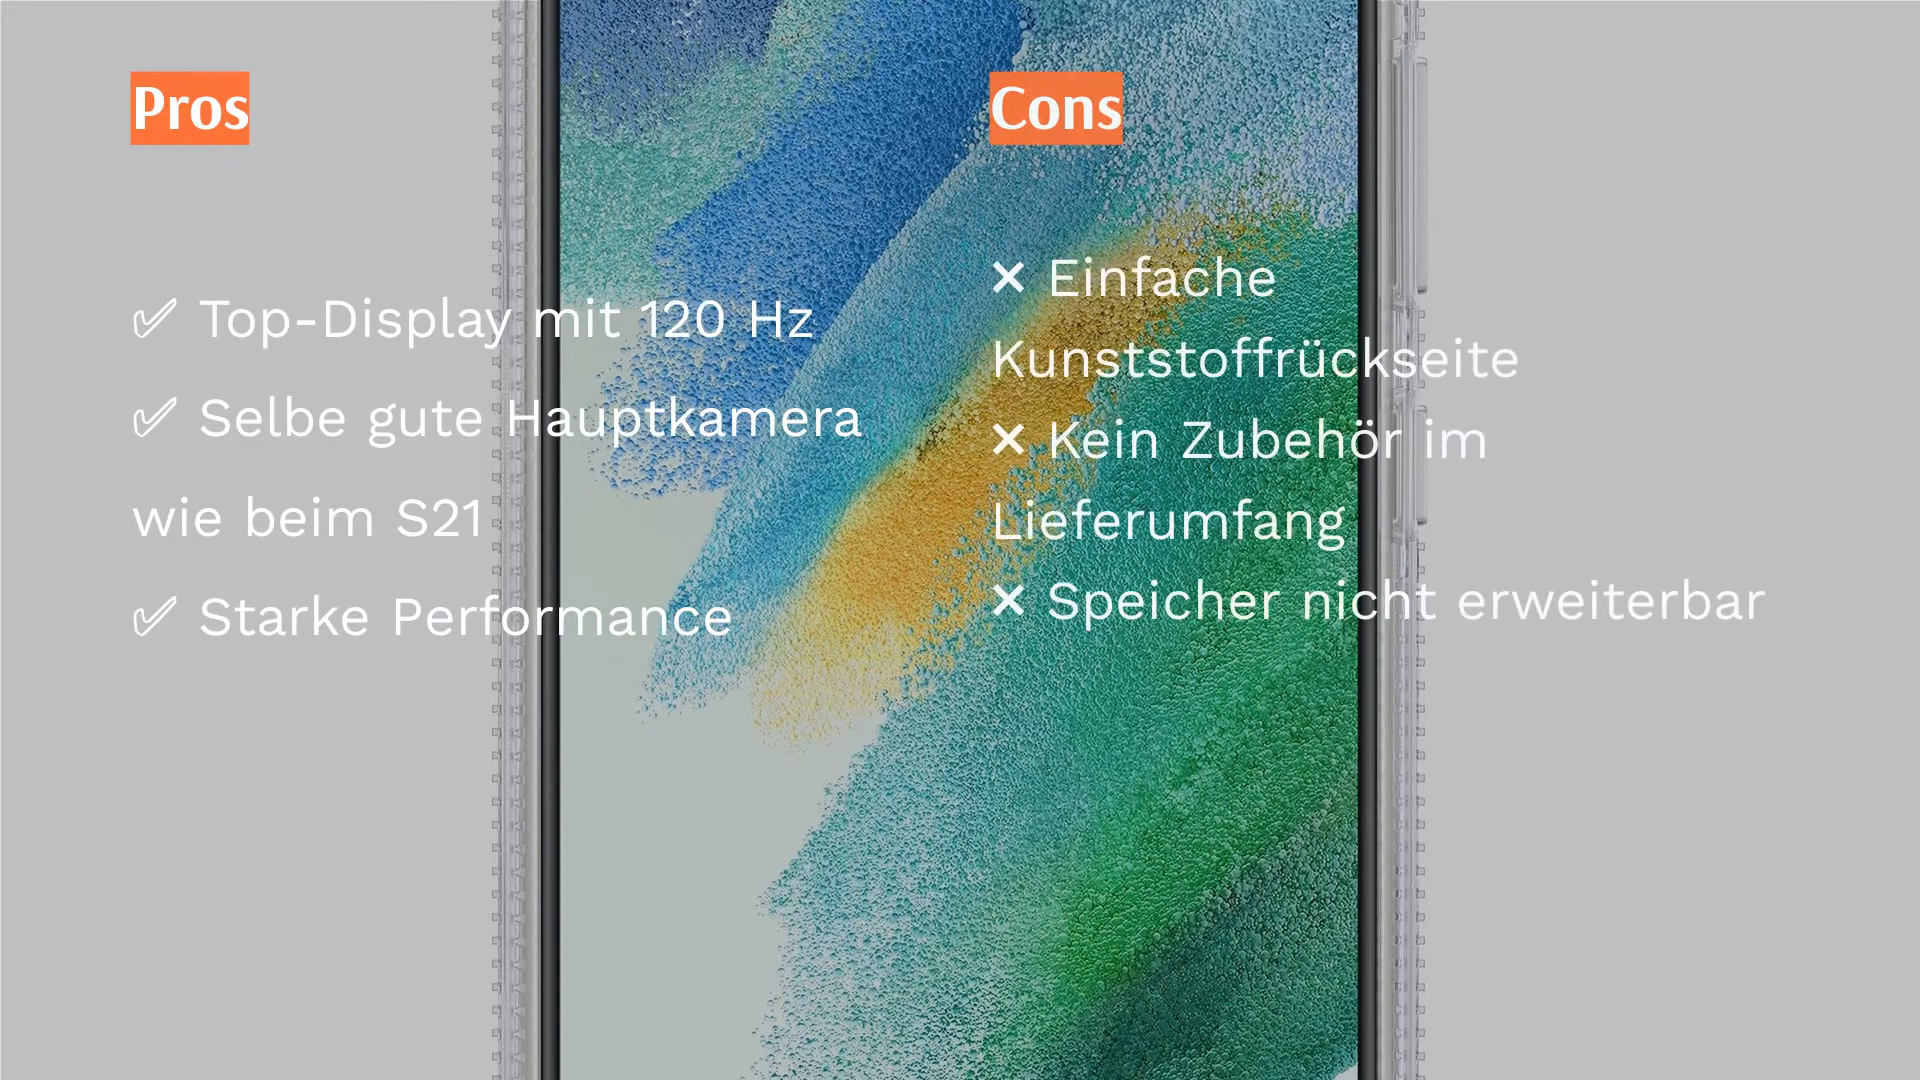 Pros
✅ Top-Display mit 120 Hz
✅ Selbe gute Hauptkamera
wie beim S21
✅ Starke Performance
Cons
❌ Einfache
Kunststoffrückseite
❌ Kein Zubehör im
Lieferumfang
❌ Speicher nicht erweiterbar